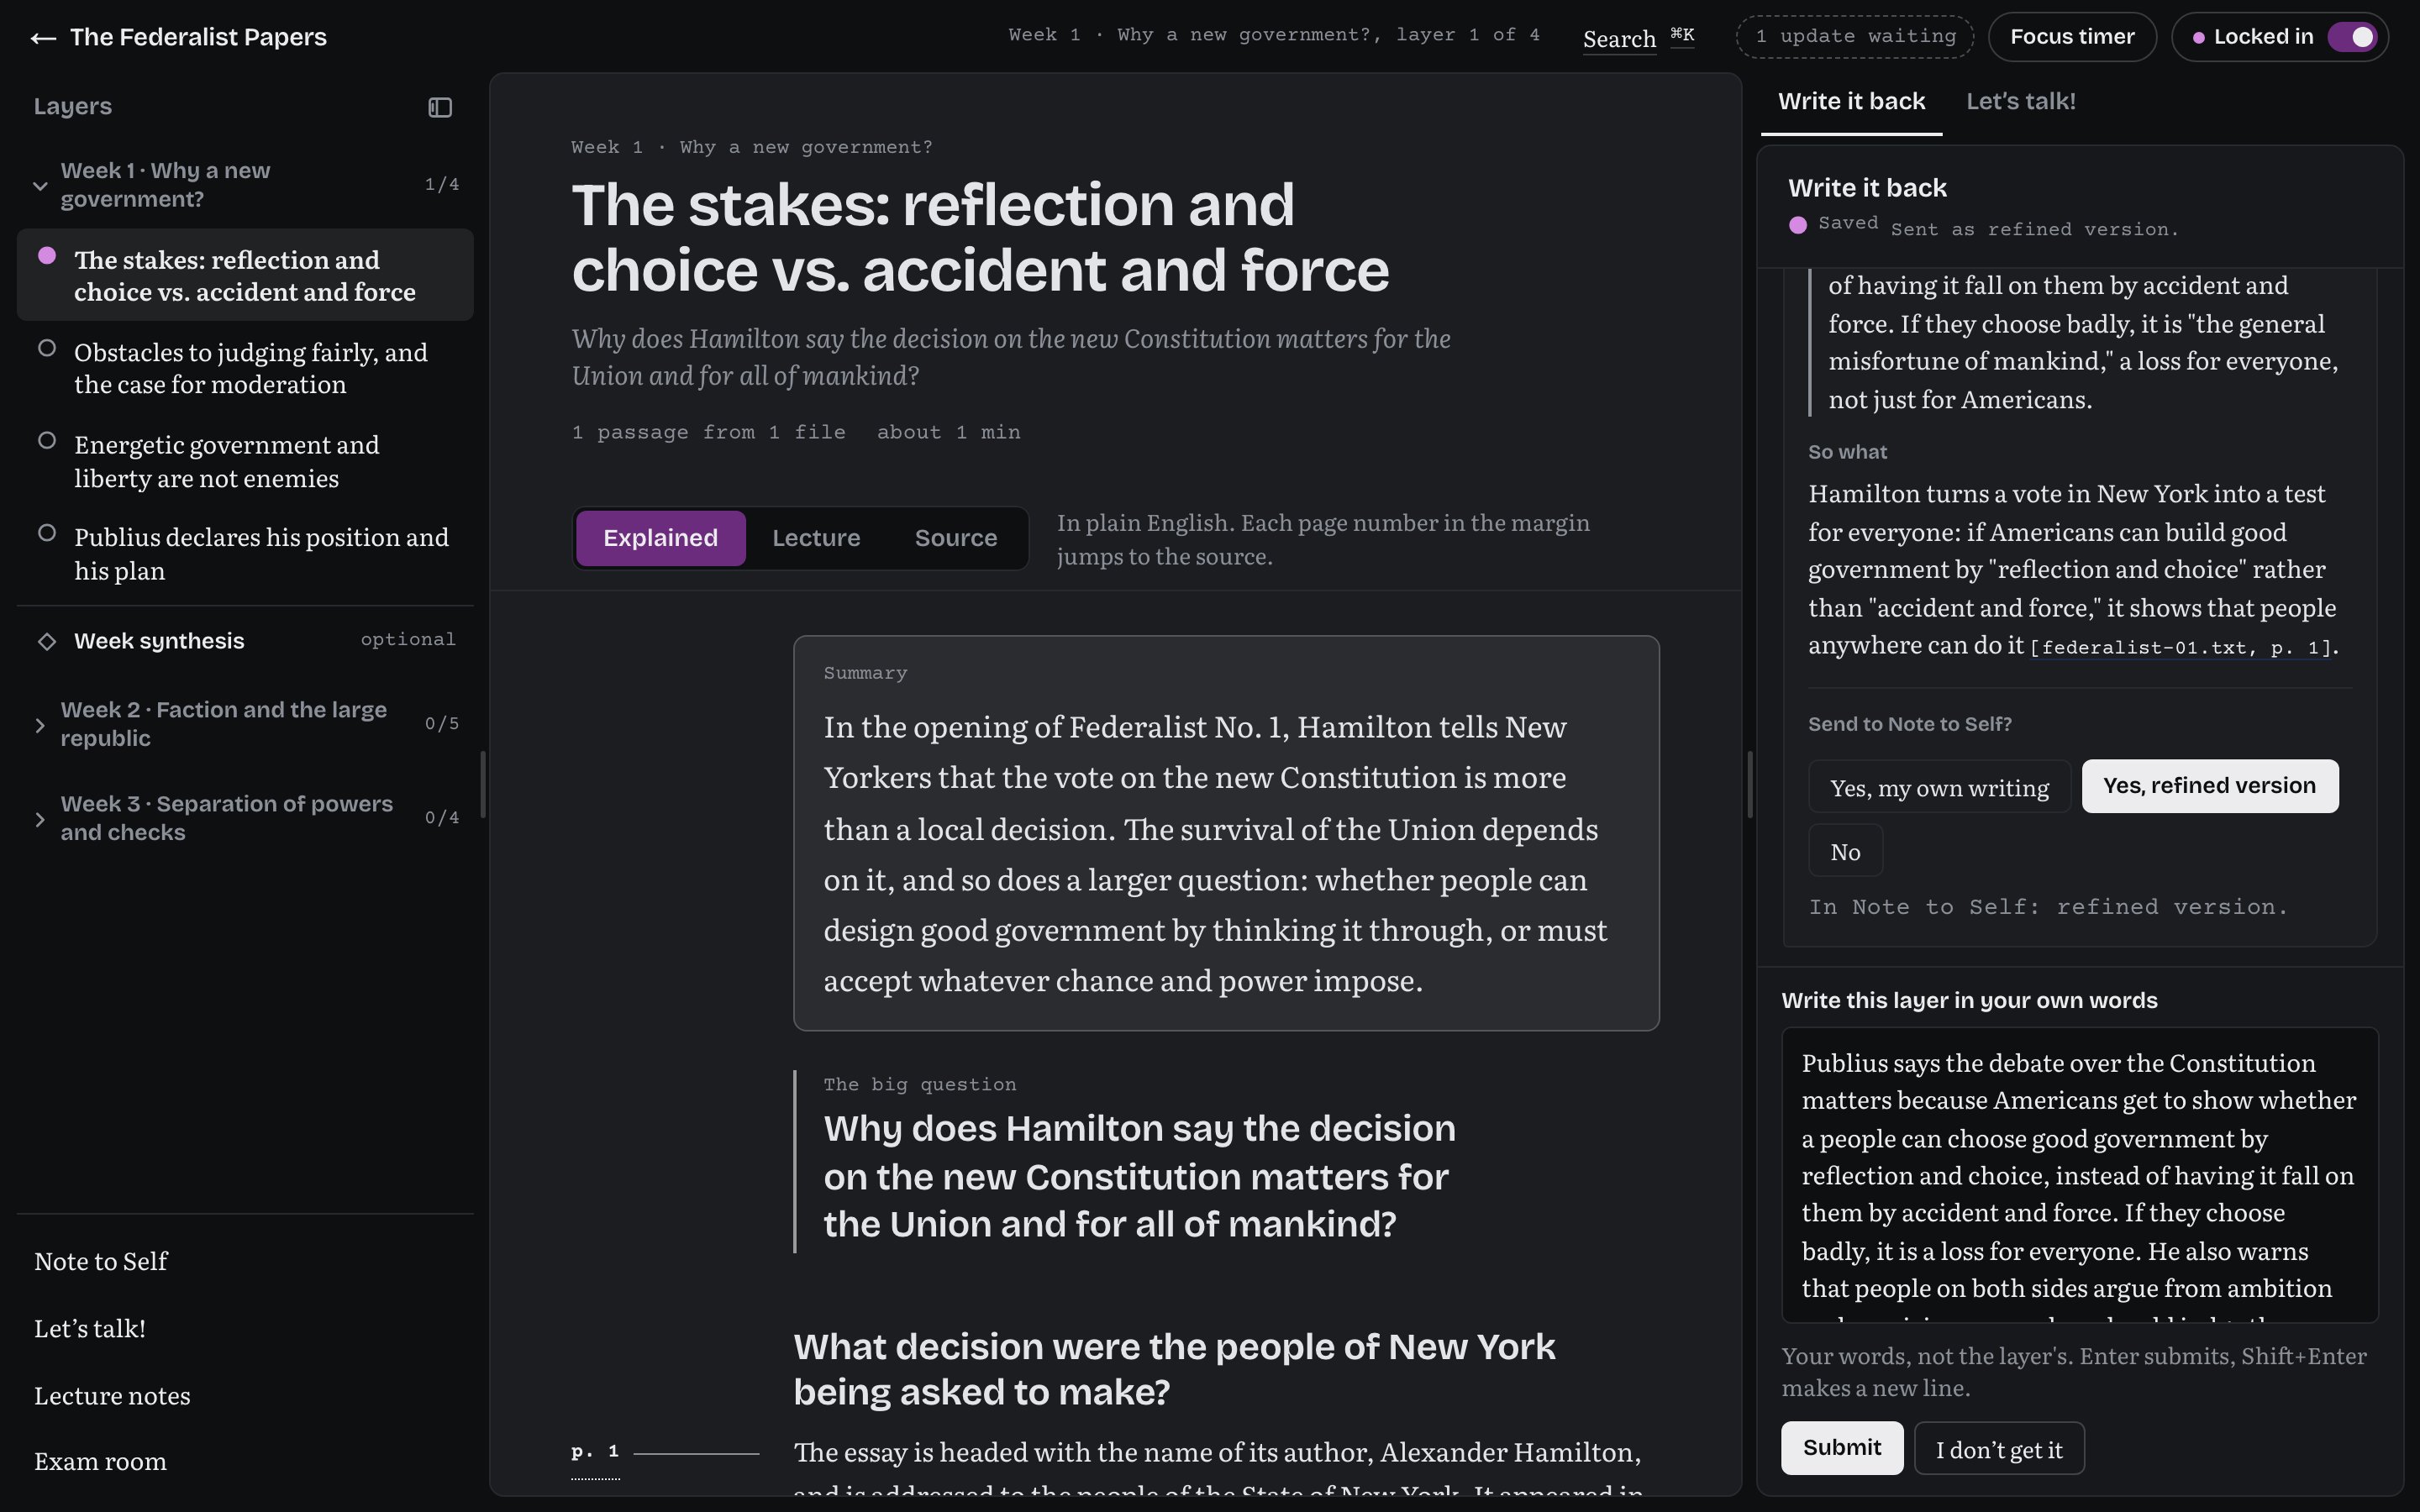 ← The Federalist Papers
Week 1 · Why a new government?, layer 1 of 4
Search ⌘K
1 update waiting
Focus timer
Locked in
Layers
Week 1 · Why a new
government?
1/4
The stakes: reflection and
choice vs. accident and force
Obstacles to judging fairly, and
the case for moderation
Energetic government and
liberty are not enemies
Publius declares his position and
his plan
Week synthesis
optional
Week 2 · Faction and the large
republic
0/5
Week 3 · Separation of powers
and checks
0/4
Note to Self
Let’s talk!
Lecture notes
Exam room
Week 1 · Why a new government?
The stakes: reflection and
choice vs. accident and force
Why does Hamilton say the decision on the new Constitution matters for the
Union and for all of mankind?
1 passage from 1 file about 1 min
Explained
Lecture
Source
In plain English. Each page number in the margin
jumps to the source.
Summary
In the opening of Federalist No. 1, Hamilton tells New
Yorkers that the vote on the new Constitution is more
than a local decision. The survival of the Union depends
on it, and so does a larger question: whether people can
design good government by thinking it through, or must
accept whatever chance and power impose.
The big question
Why does Hamilton say the decision
on the new Constitution matters for
the Union and for all of mankind?
What decision were the people of New York
being asked to make?
p. 1
The essay is headed with the name of its author, Alexander Hamilton,
and is addressed to the people of the State of New York. It appeared in
Write it back
Let’s talk!
Write it back
Saved Sent as refined version.
of having it fall on them by accident and
force. If they choose badly, it is "the general
misfortune of mankind," a loss for everyone,
not just for Americans.
So what
Hamilton turns a vote in New York into a test
for everyone: if Americans can build good
government by "reflection and choice" rather
than "accident and force," it shows that people
anywhere can do it [federalist-01.txt, p. 1].
Send to Note to Self?
Yes, my own writing
Yes, refined version
No
In Note to Self: refined version.
Write this layer in your own words
Publius says the debate over the Constitution
matters because Americans get to show whether
a people can choose good government by
reflection and choice, instead of having it fall on
them by accident and force. If they choose
badly, it is a loss for everyone. He also warns
that people on both sides argue from ambition
Your words, not the layer's. Enter submits, Shift+Enter
makes a new line.
Submit
I don’t get it